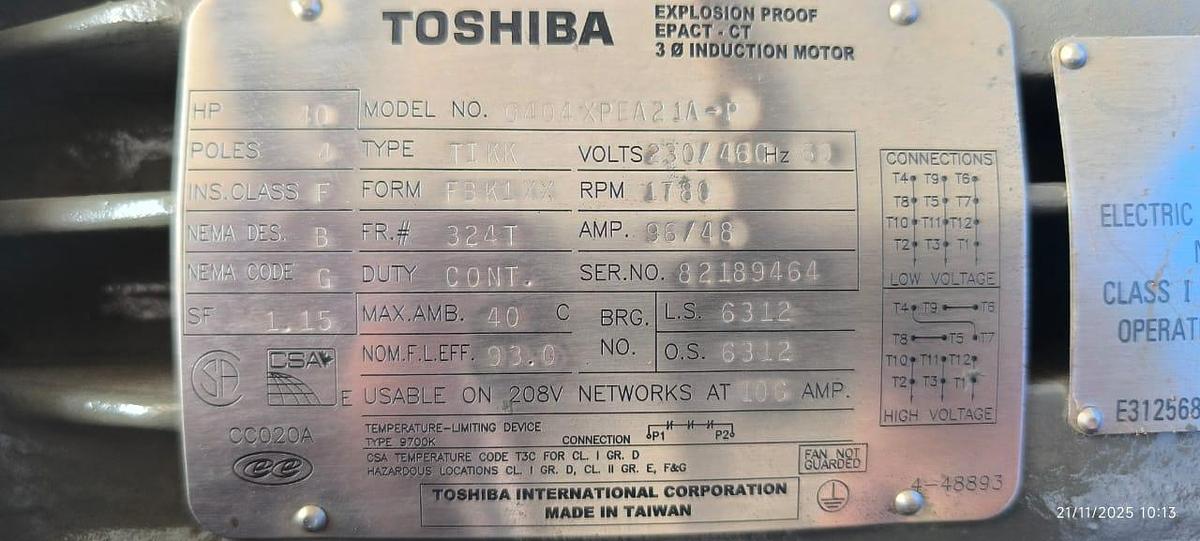 TOSHIBA
EXPLOSION PROOF
EPACT - CT
3 Ø INDUCTION MOTOR
HP 40 MODEL NO. 0404XPEA21A-P
POLES 4 TYPE TIKK VOLTS 230/460 Hz 60
INS.CLASS F FORM FBK1XX RPM 1780
NEMA DES. B FR.# 324T AMP. 96/48
NEMA CODE G DUTY CONT. SER.NO. 82189464
SF 1.15 MAX.AMB. 40 C BRG. NO. L.S. 6312
NOM.F.L.EFF. 93.0 O.S. 6312
SA CSA E USABLE ON 208V NETWORKS AT 106 AMP.
CC020A
ee
TEMPERATURE-LIMITING DEVICE
TYPE 9700K CONNECTION P1 P2
CSA TEMPERATURE CODE T3C FOR CL. I GR. D
HAZARDOUS LOCATIONS CL. I GR. D, CL. II GR. E, F&G
FAN NOT
GUARDED
TOSHIBA INTERNATIONAL CORPORATION
MADE IN TAIWAN
CONNECTIONS
T4 T9 T6
T8 T5 T7
T10 T11 T12
T2 T3 T1
LOW VOLTAGE
T4 T9 T6
T8 T5 T7
T10 T11 T12
T2 T3 T1
HIGH VOLTAGE
4-48893
ELECTRIC
CLASS I
OPERAT
E312568
21/11/2025 10:13